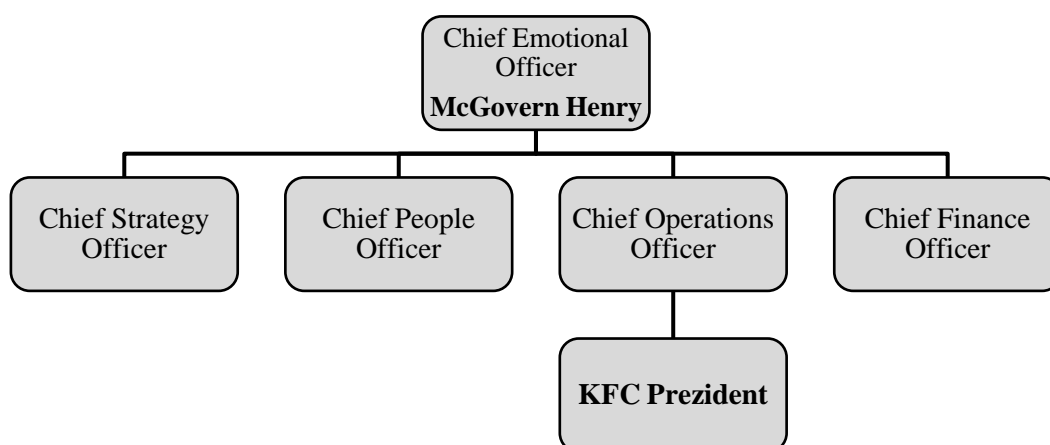 Chief Emotional
Officer
McGovern Henry
Chief Strategy
Officer
Chief People
Officer
Chief Operations
Officer
Chief Finance
Officer
KFC Prezident